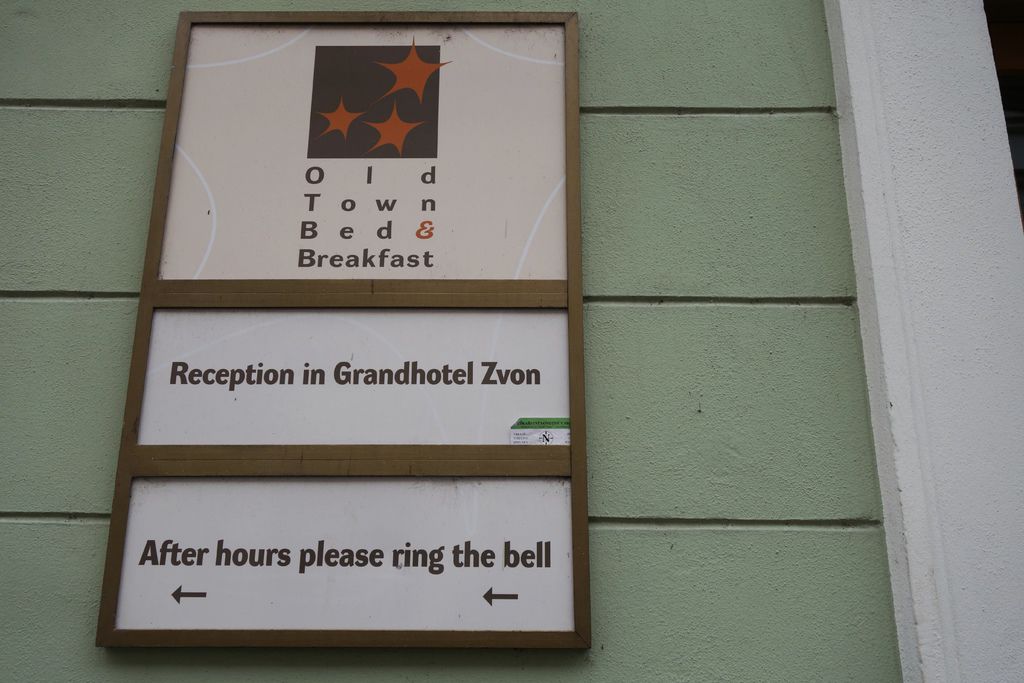 Old
Town
Bed &
Breakfast
Reception in Grandhotel Zvon
N
After hours please ring the bell
← ←